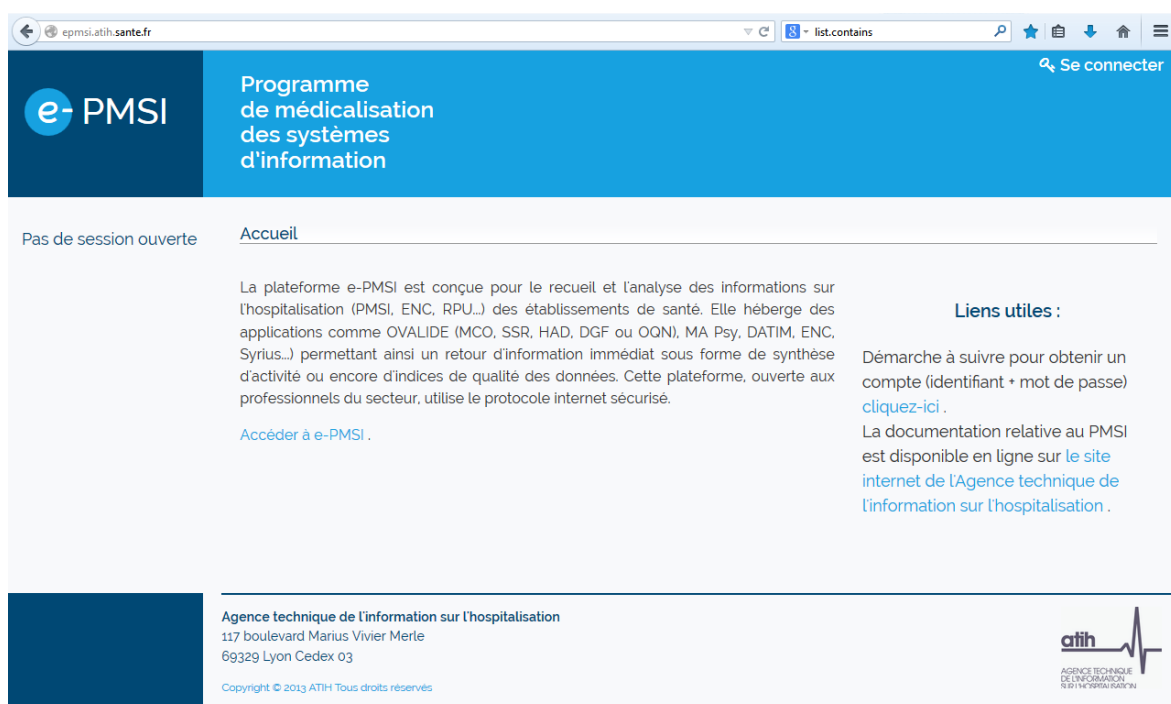 epmsi.atih.sante.fr
list.contains
Se connecter
e- PMSI
Programme
de médicalisation
des systèmes
d'information
Pas de session ouverte
Accueil
La plateforme e-PMSI est conçue pour le recueil et l'analyse des informations sur
l'hospitalisation (PMSI, ENC, RPU...) des établissements de santé. Elle héberge des
applications comme OVALIDE (MCO, SSR, HAD, DGF ou OQN), MA Psy, DATIM, ENC,
Syrius...) permettant ainsi un retour d'information immédiat sous forme de synthèse
d'activité ou encore d'indices de qualité des données. Cette plateforme, ouverte aux
professionnels du secteur, utilise le protocole internet sécurisé.
Accéder à e-PMSI .
Liens utiles :
Démarche à suivre pour obtenir un
compte (identifiant + mot de passe)
cliquez-ici .
La documentation relative au PMSI
est disponible en ligne sur le site
internet de l'Agence technique de
l'information sur l'hospitalisation .
Agence technique de l'information sur l'hospitalisation
117 boulevard Marius Vivier Merle
69329 Lyon Cedex 03
Copyright © 2013 ATIH Tous droits réservés
atih
AGENCE TECHNIQUE
DE L'INFORMATION
SUR L'HOSPITALISATION